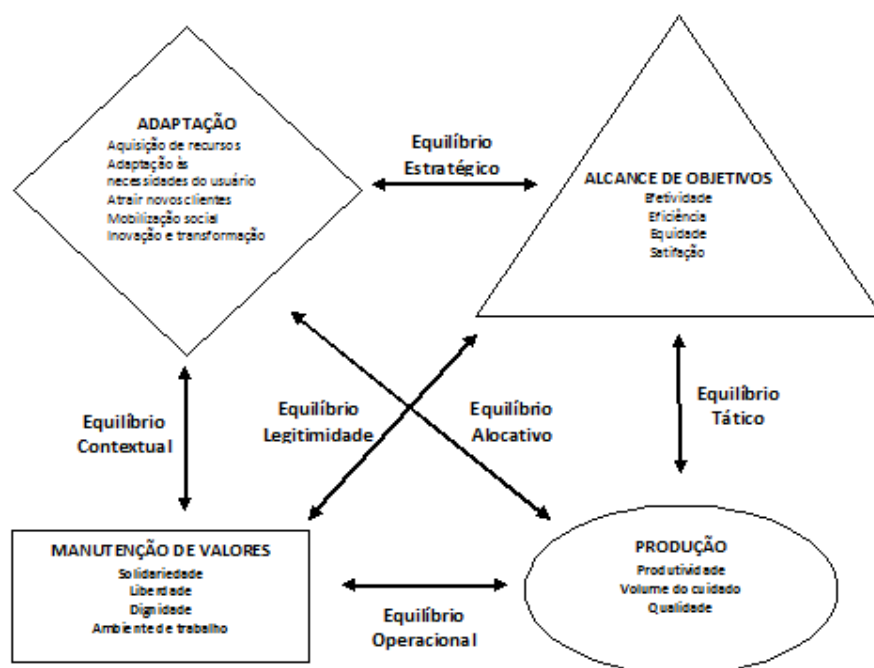 ADAPTAÇÃO
Aquisição de recursos
Adaptação às
necessidades do usuário
Atrair novos clientes
Mobilização social
Inovação e transformação
Equilíbrio
Estratégico
ALCANCE DE OBJETIVOS
Efetividade
Eficiência
Equidade
Satifação
Equilíbrio
Contextual
Equilíbrio
Legitimidade
Equilíbrio
Alocativo
Equilíbrio
Tático
MANUTENÇÃO DE VALORES
Solidariedade
Liberdade
Dignidade
Ambiente de trabalho
Equilíbrio
Operacional
PRODUÇÃO
Produtividade
Volume do cuidado
Qualidade